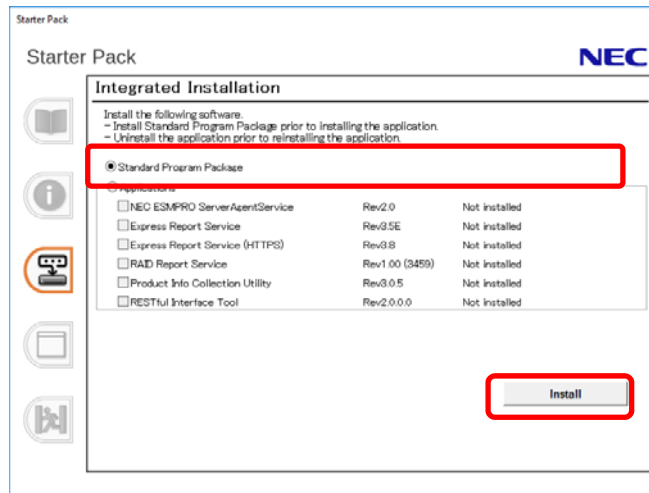 Starter Pack
Starter Pack NEC
Integrated Installation
Install the following software.
- Install Standard Program Package prior to installing the application.
- Uninstall the application prior to reinstalling the application.
Standard Program Package
Applications
NEC ESMPRO ServerAgentService Rev2.0 Not installed
Express Report Service Rev3.5E Not installed
Express Report Service (HTTPS) Rev3.8 Not installed
RAID Report Service Rev1.00 (3459) Not installed
Product Info Collection Utility Rev3.0.5 Not installed
RESTful Interface Tool Rev2.0.0.0 Not installed
Install